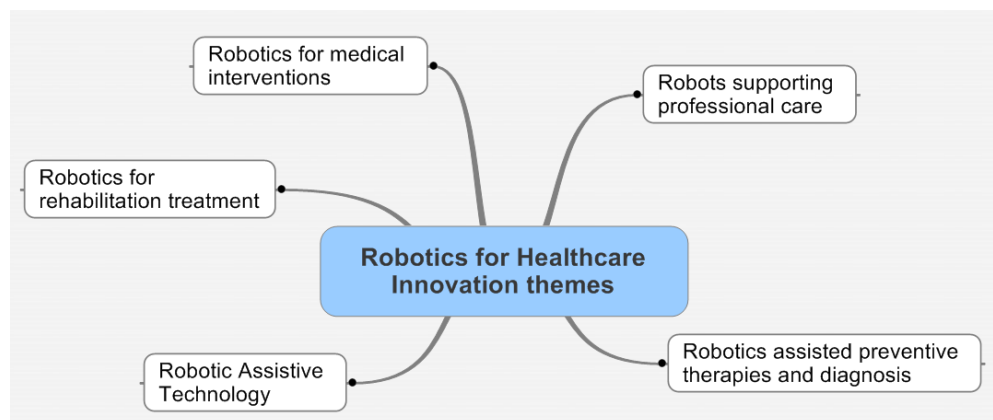 Robotics for medical
interventions
Robots supporting
professional care
Robotics for
rehabilitation treatment
Robotics for Healthcare
Innovation themes
Robotic Assistive
Technology
Robotics assisted preventive
therapies and diagnosis